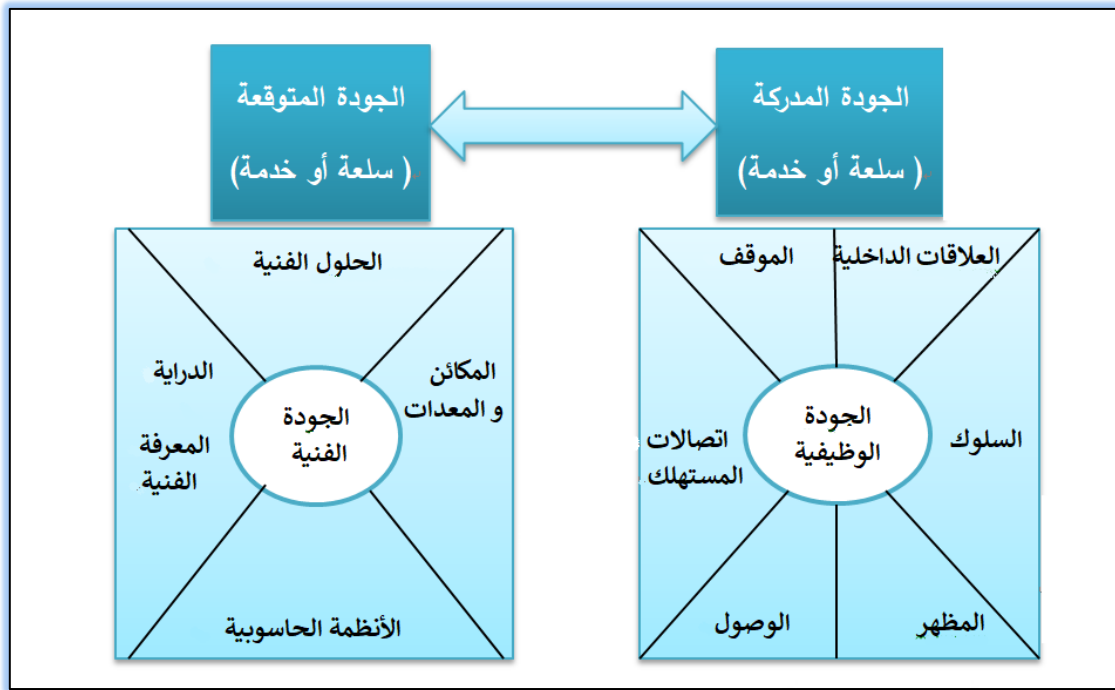 الجودة المدركة
( سلعة أو خدمة)
الجودة المتوقعة
( سلعة أو خدمة)
العلاقات الداخلية
الموقف
السلوك
الجودة
الوظيفية
اتصالات
المستهلك
المظهر
الوصول
الحلول الفنية
المكائن
و المعدات
الجودة
الفنية
الدراية
المعرفة
الفنية
الأنظمة الحاسوبية